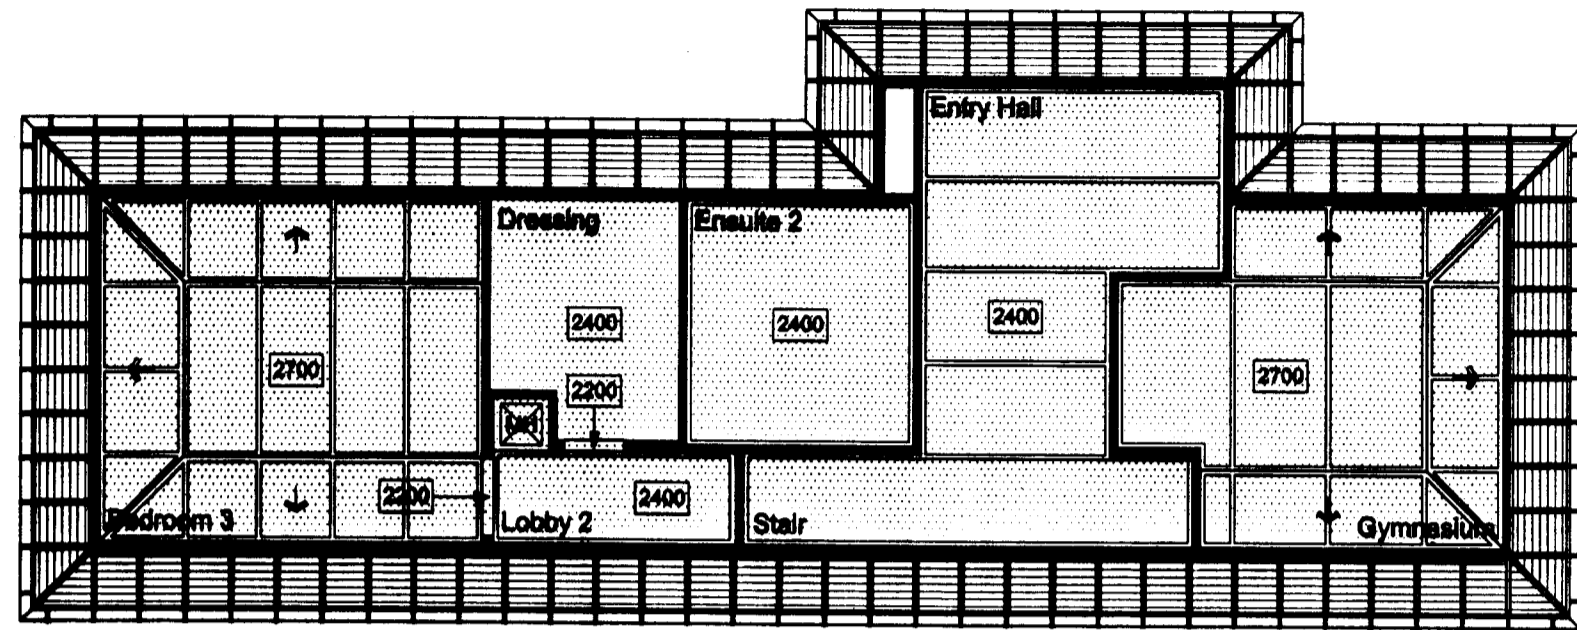 Entry Hall
Dressing
Ensuite 2
2400
2400
2400
2700
2700
2200
2200
2400
Bedroom 3
Lobby 2
Stair
Gymnasium